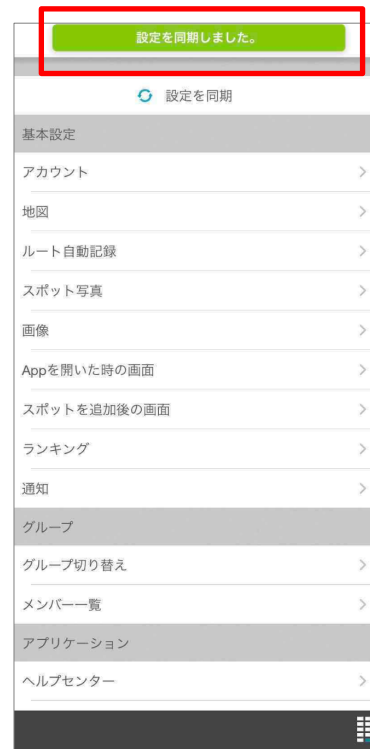 設定を同期しました。
設定を同期
基本設定
アカウント
地図
ルート自動記録
スポット写真
画像
Appを開いた時の画面
スポットを追加後の画面
ランキング
通知
グループ
グループ切り替え
メンバー一覧
アプリケーション
ヘルプセンター